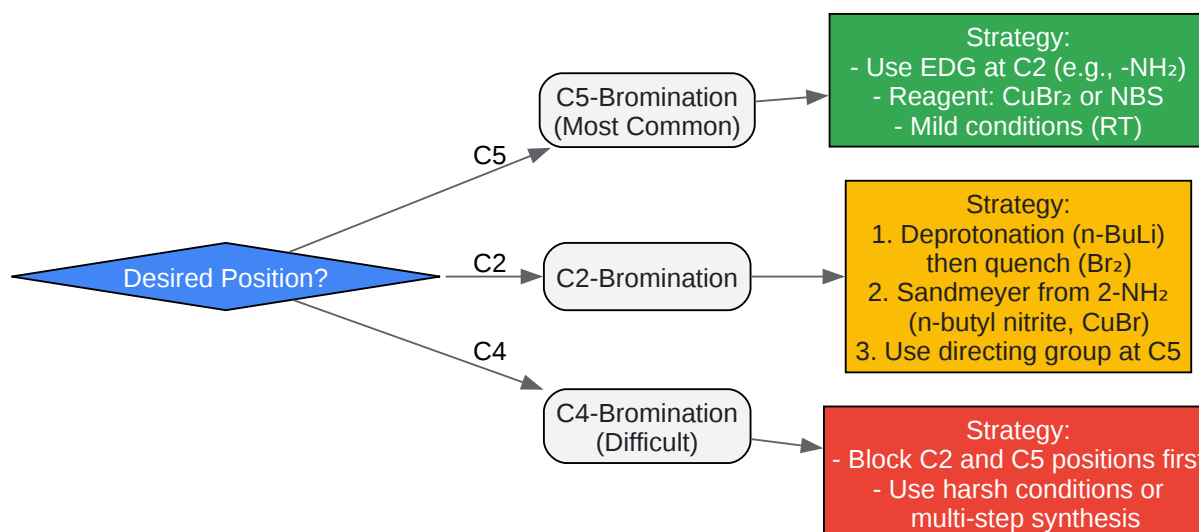 Desired Position?
C5
C2
C4
C5-Bromination
(Most Common)
C2-Bromination
C4-Bromination
(Difficult)
Strategy:
- Use EDG at C2 (e.g., -NH₂)
- Reagent: CuBr₂ or NBS
- Mild conditions (RT)
Strategy:
1. Deprotonation (n-BuLi)
then quench (Br₂)
2. Sandmeyer from 2-NH₂
(n-butyl nitrite, CuBr)
3. Use directing group at C5
Strategy:
- Block C2 and C5 positions first
- Use harsh conditions or
multi-step synthesis